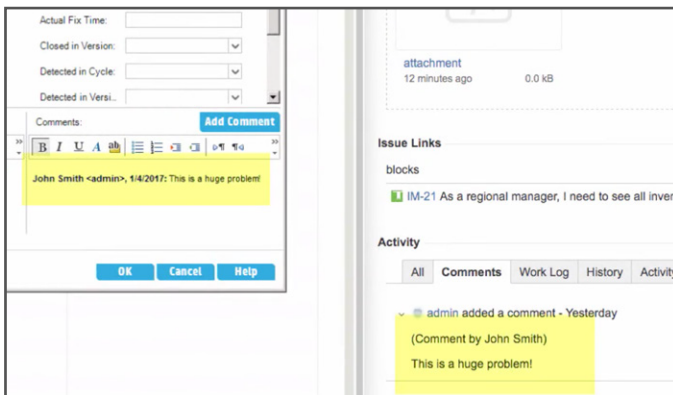 Actual Fix Time:
Closed in Version:
Detected in Cycle:
Detected in Versi...
Comments:
Add Comment
B I U A ab
John Smith <admin>, 1/4/2017: This is a huge problem!
OK Cancel Help
attachment
12 minutes ago 0.0 kB
Issue Links
blocks
IM-21 As a regional manager, I need to see all inver
Activity
All Comments Work Log History Activity
admin added a comment - Yesterday
(Comment by John Smith)
This is a huge problem!